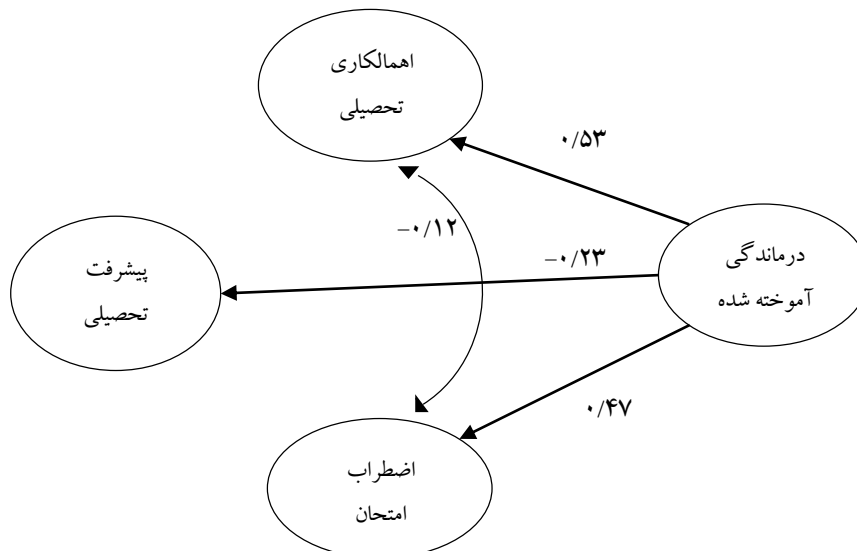 اهمالکاری
تحصیلی
۰/۵۳
–۰/۱۲
–۰/۲۳
درماندگی
آموخته شده
پیشرفت
تحصیلی
۰/۴۷
اضطراب
امتحان